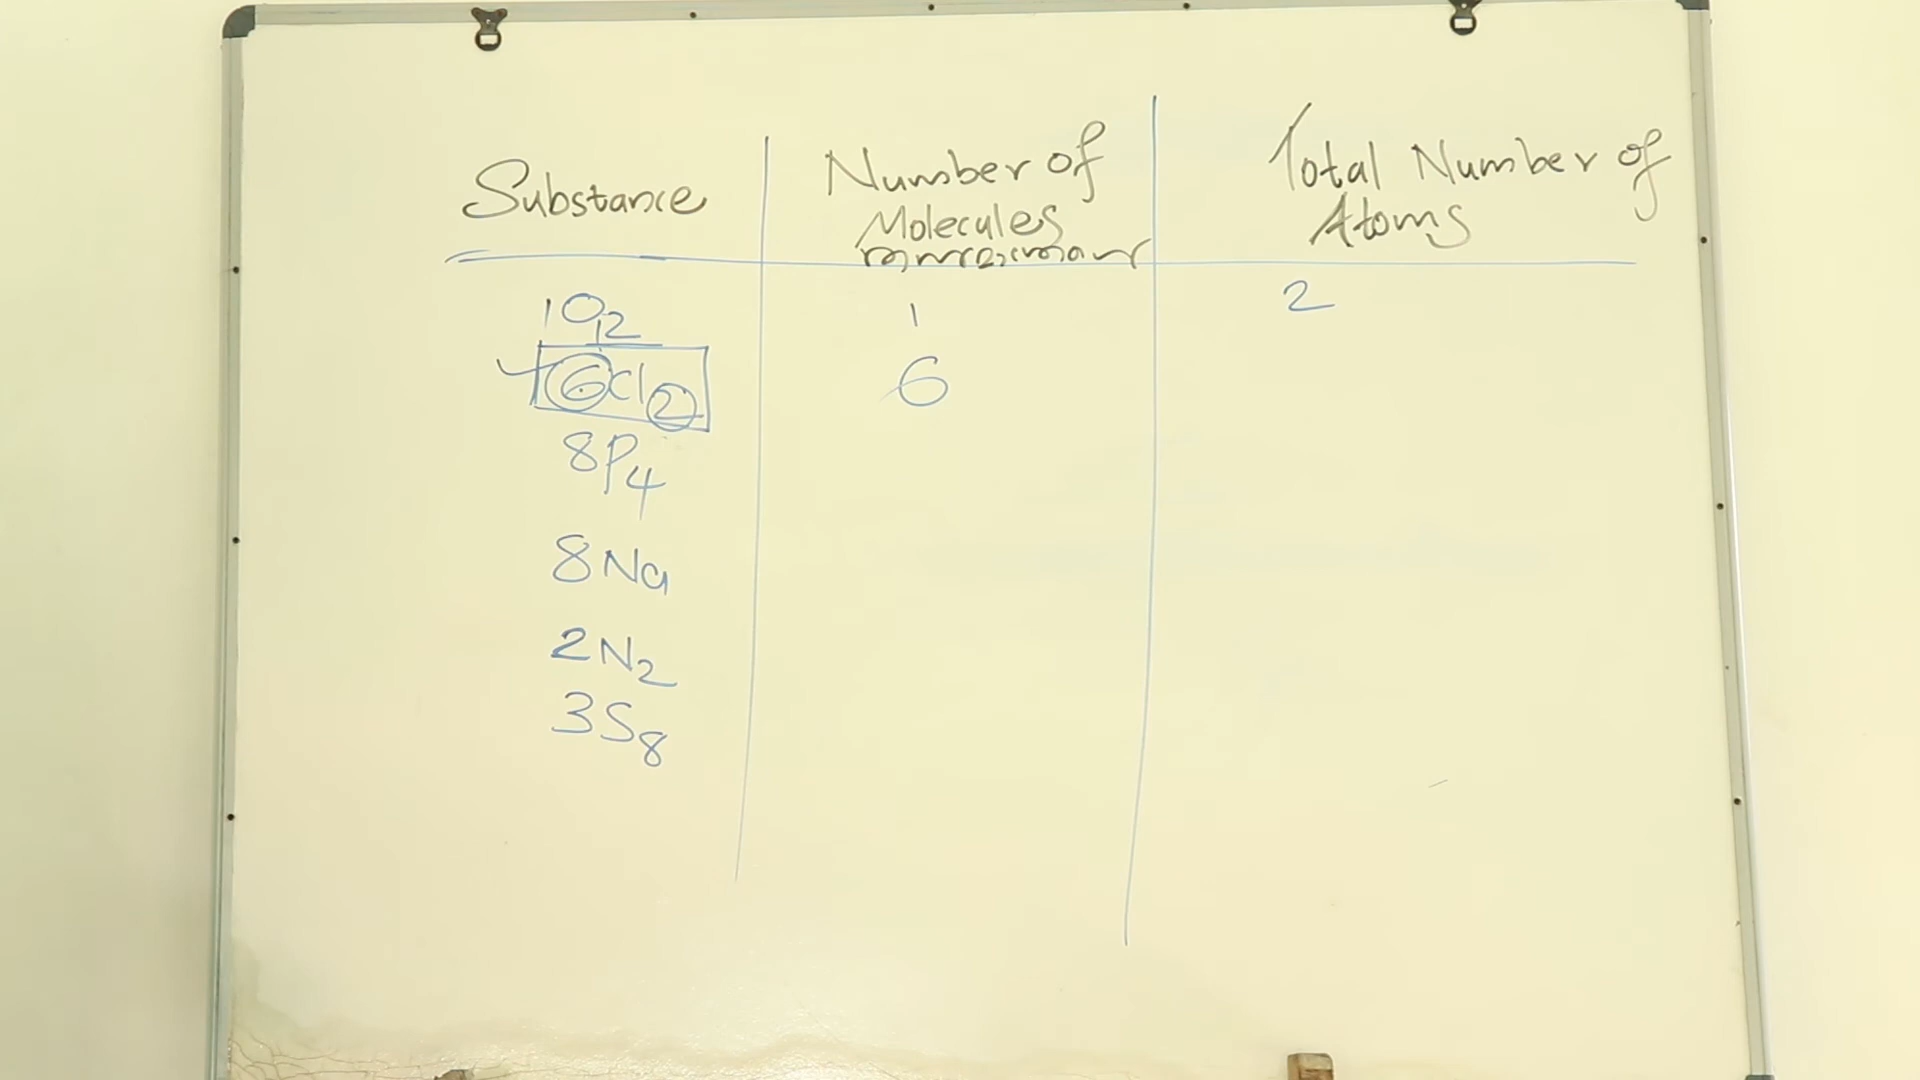 Substance
Number of
Molecules
Total Number of
Atoms
1O₂ 1 2
6Cl₂ 6
8P₄
8Na
2N₂
3S₈